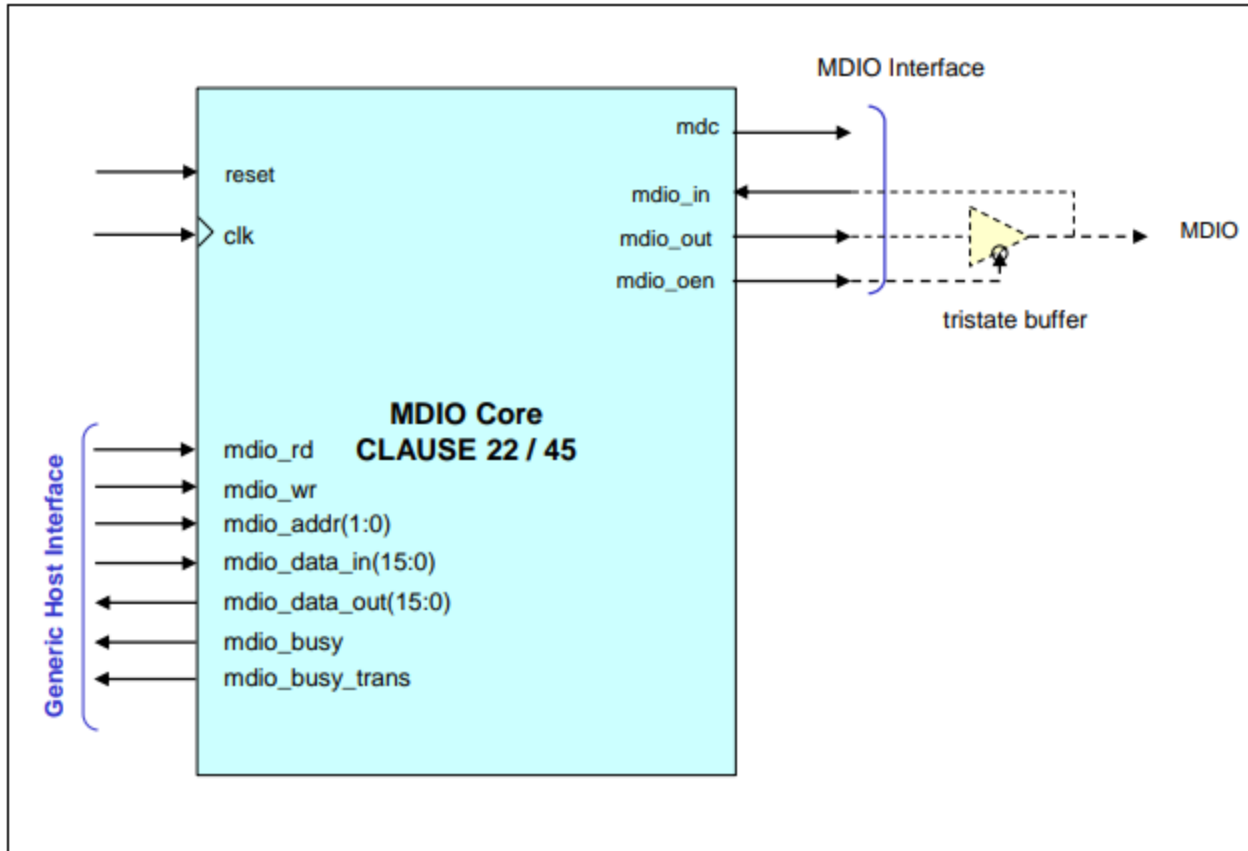 MDIO Interface
mdc
reset
mdio_in
clk
mdio_out
MDIO
mdio_oen
tristate buffer
MDIO Core
CLAUSE 22 / 45
Generic Host Interface
mdio_rd
mdio_wr
mdio_addr(1:0)
mdio_data_in(15:0)
mdio_data_out(15:0)
mdio_busy
mdio_busy_trans